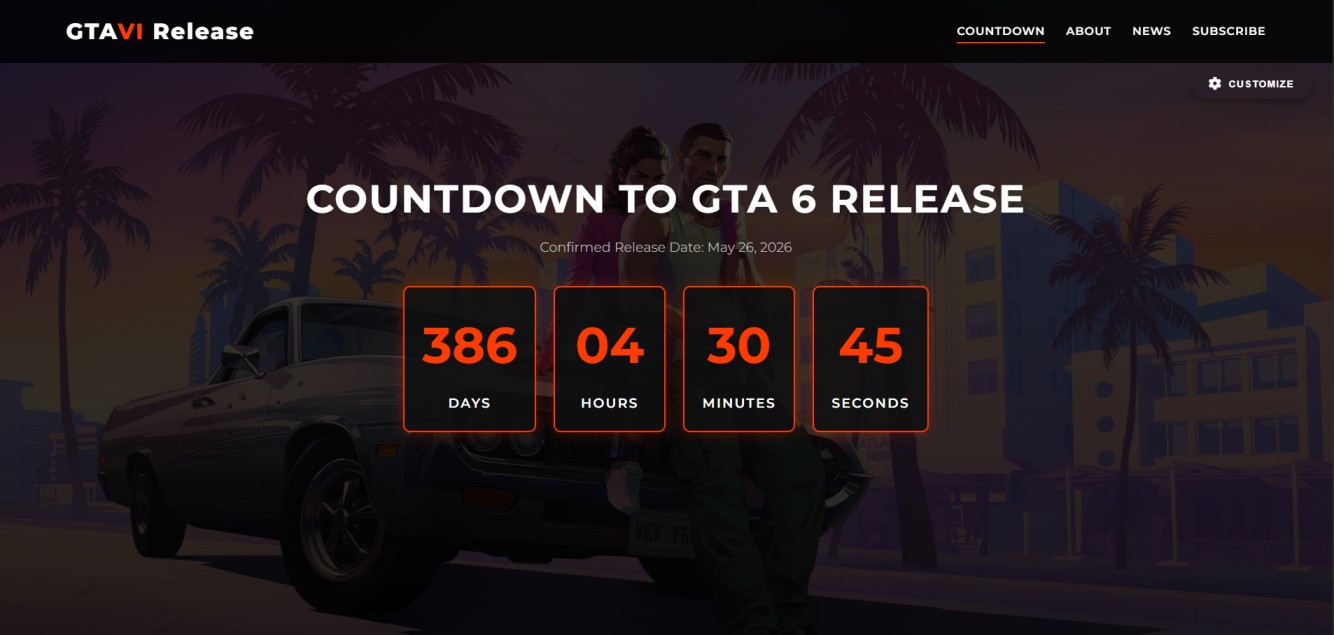 GTAVI Release
COUNTDOWN ABOUT NEWS SUBSCRIBE
CUSTOMIZE
COUNTDOWN TO GTA 6 RELEASE
Confirmed Release Date: May 26, 2026
386 04 30 45
DAYS HOURS MINUTES SECONDS